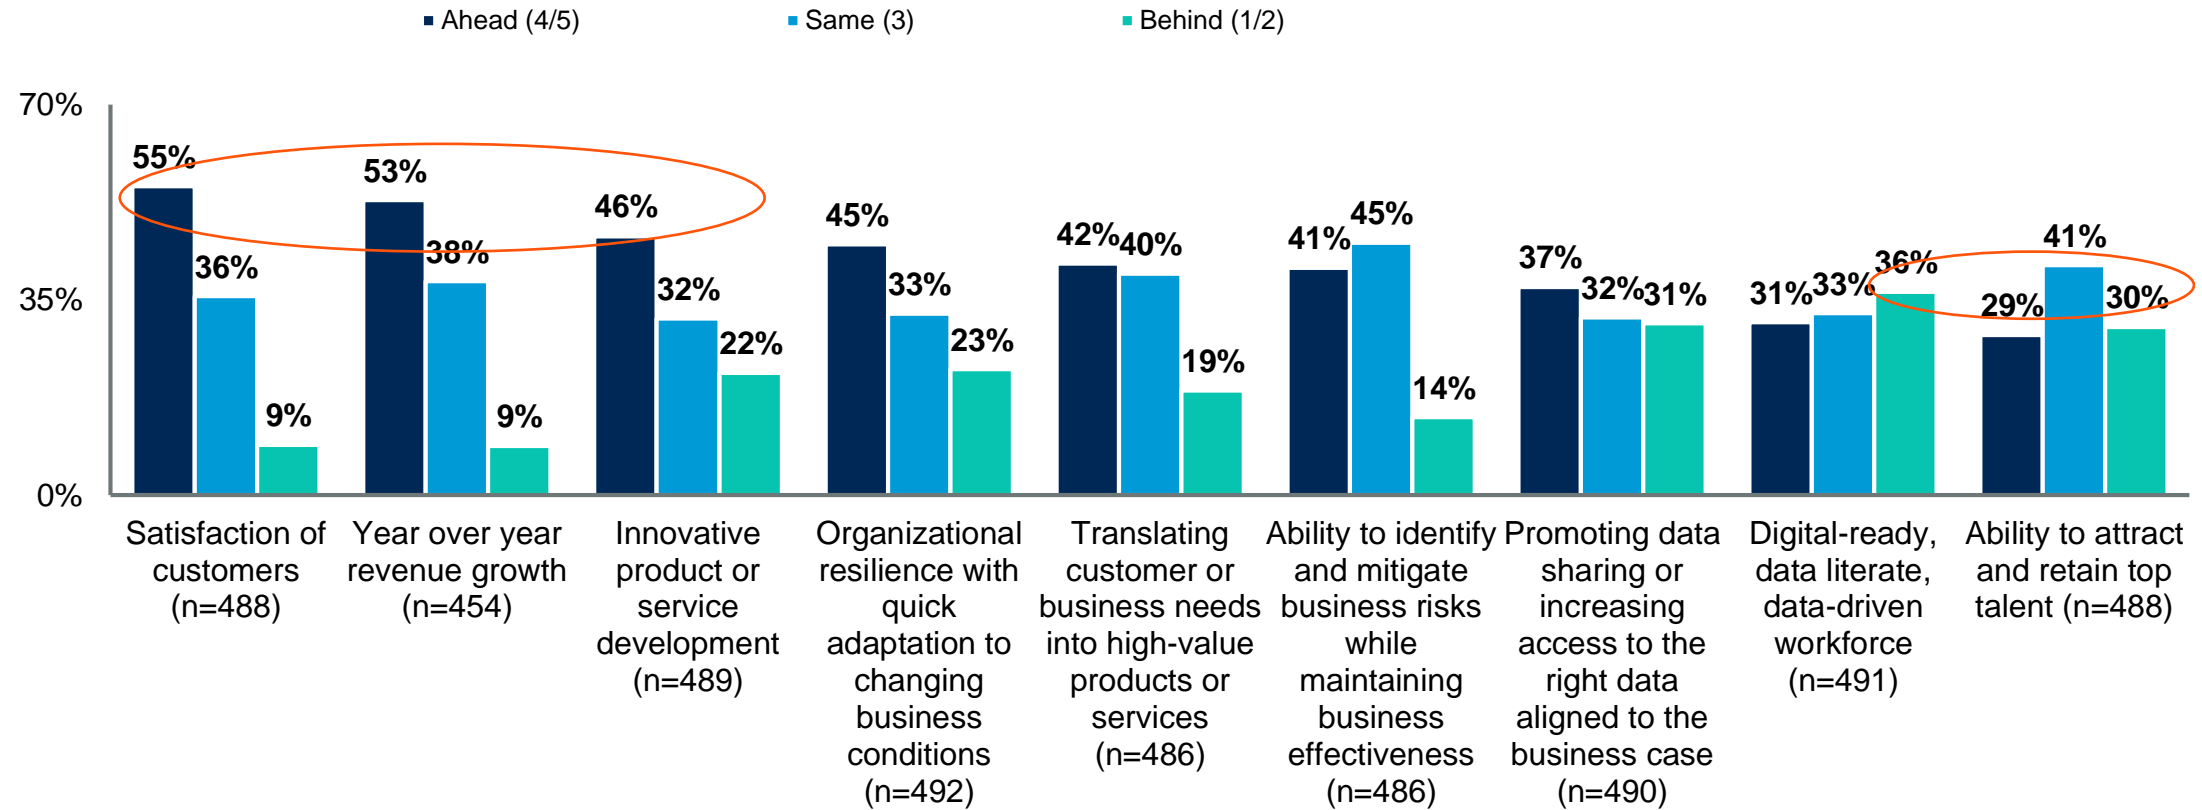 Ahead (4/5)
Same (3)
Behind (1/2)
70%
35%
0%
55%
36%
9%
53%
38%
9%
46%
32%
22%
45%
33%
23%
42%
40%
19%
41%
45%
14%
37%
32%
31%
31%
33%
36%
29%
41%
30%
Satisfaction of
customers
(n=488)
Year over year
revenue growth
(n=454)
Innovative
product or
service
development
(n=489)
Organizational
resilience with
quick
adaptation to
changing
business
conditions
(n=492)
Translating
customer or
business needs
into high-value
products or
services
(n=486)
Ability to identify
and mitigate
business risks
while
maintaining
business
effectiveness
(n=486)
Promoting data
sharing or
increasing
access to the
right data
aligned to the
business case
(n=490)
Digital-ready,
data literate,
data-driven
workforce
(n=491)
Ability to attract
and retain top
talent (n=488)